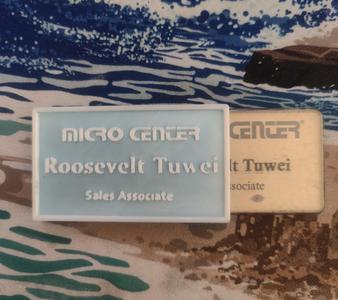 MICRO CENTER
Roosevelt Tuwei
Sales Associate
CENTER
lt Tuwei
ssociate